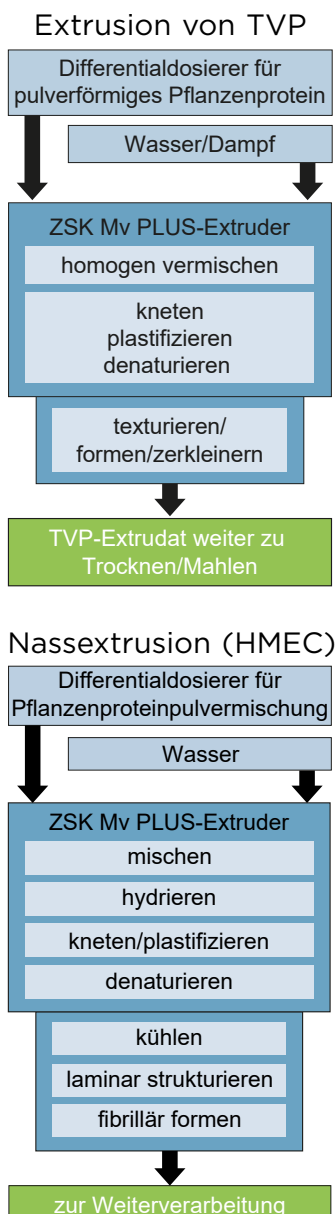 Extrusion von TVP
Differentialdosierer für
pulverförmiges Pflanzenprotein
Wasser/Dampf
ZSK Mv PLUS-Extruder
homogen vermischen
kneten
plastifizieren
denaturieren
texturieren/
formen/zerkleinern
TVP-Extrudat weiter zu
Trocknen/Mahlen
Nassextrusion (HMEC)
Differentialdosierer für
Pflanzenproteinpulvermischung
Wasser
ZSK Mv PLUS-Extruder
mischen
hydrieren
kneten/plastifizieren
denaturieren
kühlen
laminar strukturieren
fibrillär formen
zur Weiterverarbeitung